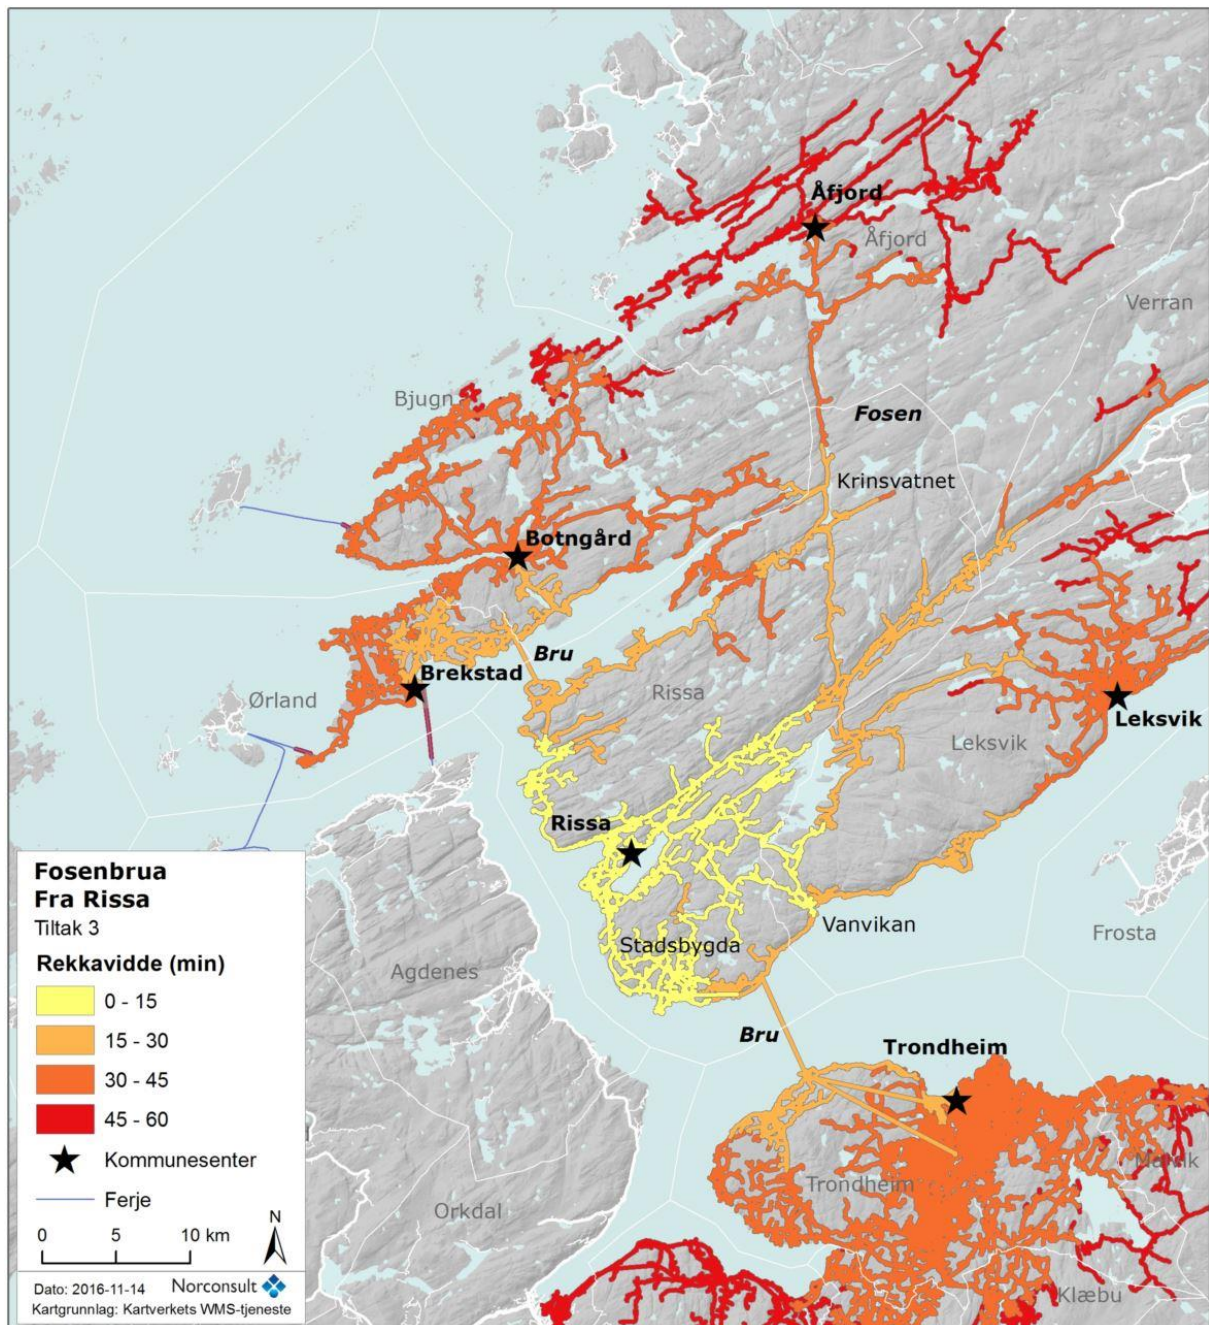 Åfjord
Åfjord
Verran
Bjugn
Fosen
Krinsvatnet
Botngård
Bru
Brekstad
Rissa
Ørland
Leksvik
Leksvik
Rissa
Vanvikan
Stadsbygda
Frosta
Agdenes
Bru
Trondheim
Trondheim
Malvik
Orkdal
Klæbu
Fosenbrua
Fra Rissa
Tiltak 3
Rekkavidde (min)
0 - 15
15 - 30
30 - 45
45 - 60
Kommunesenter
Ferje
N
0 5 10 km
Dato: 2016-11-14 Norconsult
Kartgrunnlag: Kartverkets WMS-tjeneste